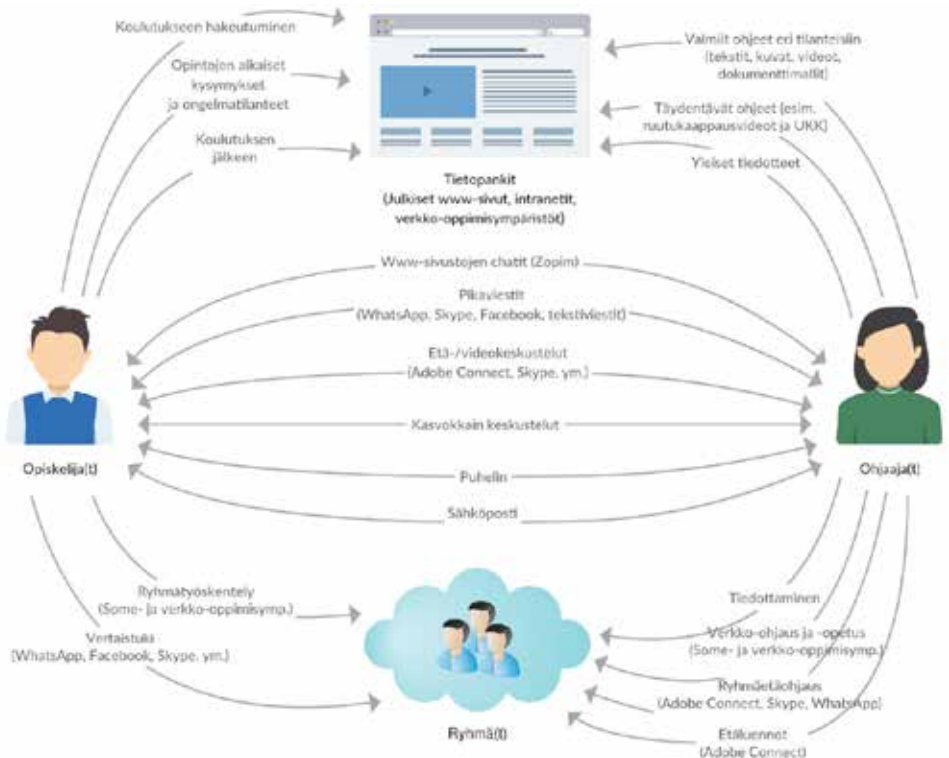 Koulutukseen hakeutuminen
Opintojen aikaiset
kysymykset
ja ongelmatilanteet
Koulutuksen
jälkeen
Valmiit ohjeet eri tilanteisiin
(tekstit, kuvat, videot,
dokumenttimallit)
Täydentävät ohjeet (esim.
ruutukaappausvideot ja UKK)
Yleiset tiedotteet
Tietopankit
(Julkiset www-sivut, intranetit,
verkko-oppimisympäristöt)
Www-sivustojen chatit (Zopim)
Pikaviestit
(WhatsApp, Skype, Facebook, tekstiviestit)
Etä-/videokeskustelut
(Adobe Connect, Skype, ym.)
Kasvokkain keskustelut
Opiskelija(t)
Ohjaaja(t)
Puhelin
Sähköposti
Ryhmätyöskentely
(Some- ja verkko-oppimisymp.)
Vertaistuki
(WhatsApp, Facebook, Skype, ym.)
Tiedottaminen
Verkko-ohjaus ja -opetus
(Some- ja verkko-oppimisymp.)
Ryhmäetäohjaus
(Adobe Connect, Skype, WhatsApp)
Etäluennot
(Adobe Connect)
Ryhmä(t)